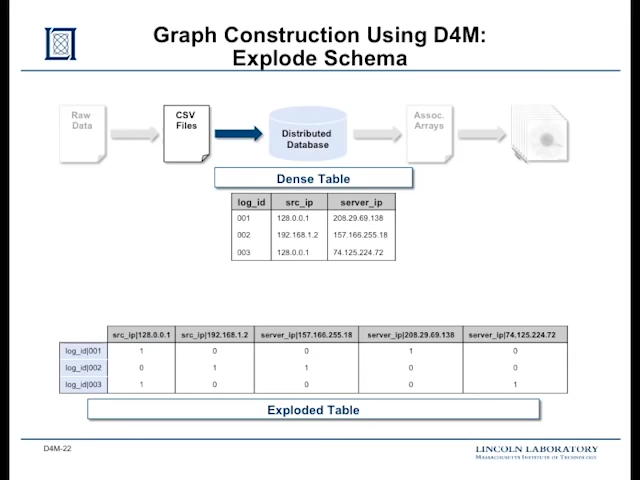 Graph Construction Using D4M:
Explode Schema
Raw
Data
CSV
Files
Distributed
Database
Assoc.
Arrays
Dense Table
log_id src_ip server_ip
001 128.0.0.1 208.29.69.138
002 192.168.1.2 157.166.255.18
003 128.0.0.1 74.125.224.72
src_ip|128.0.0.1 src_ip|192.168.1.2 server_ip|157.166.255.18 server_ip|208.29.69.138 server_ip|74.125.224.72
log_id|001 1 0 0 1 0
log_id|002 0 1 1 0 0
log_id|003 1 0 0 0 1
Exploded Table
D4M-22
LINCOLN LABORATORY
MASSACHUSETTS INSTITUTE OF TECHNOLOGY